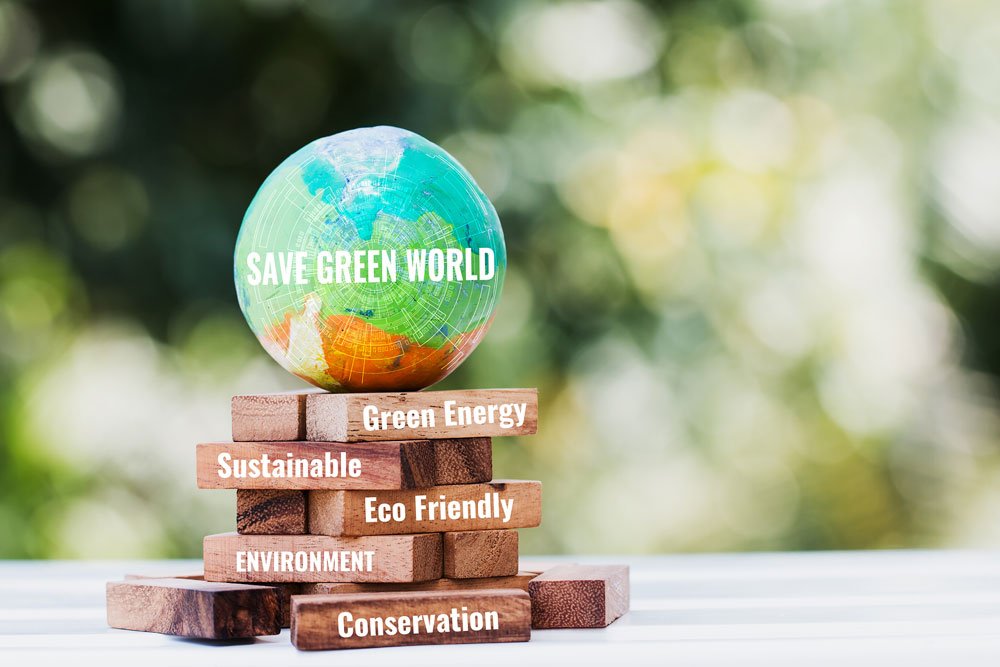 SAVE GREEN WORLD
Green Energy
Sustainable
Eco Friendly
ENVIRONMENT
Conservation